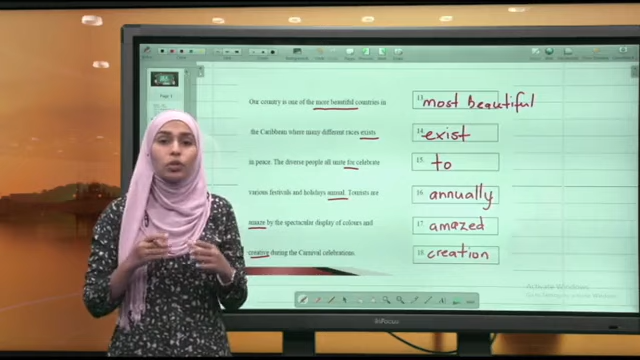 Our country is one of the more beautiful countries in
13. most beautiful
the Caribbean where many different races exists
14. exist
in peace. The diverse people all unite for celebrate
15. to
various festivals and holidays annual. Tourists are
16. annually
amaze by the spectacular display of colours and
17. amazed
creative during the Carnival celebrations.
18. creation
Activate Windows
InFocus